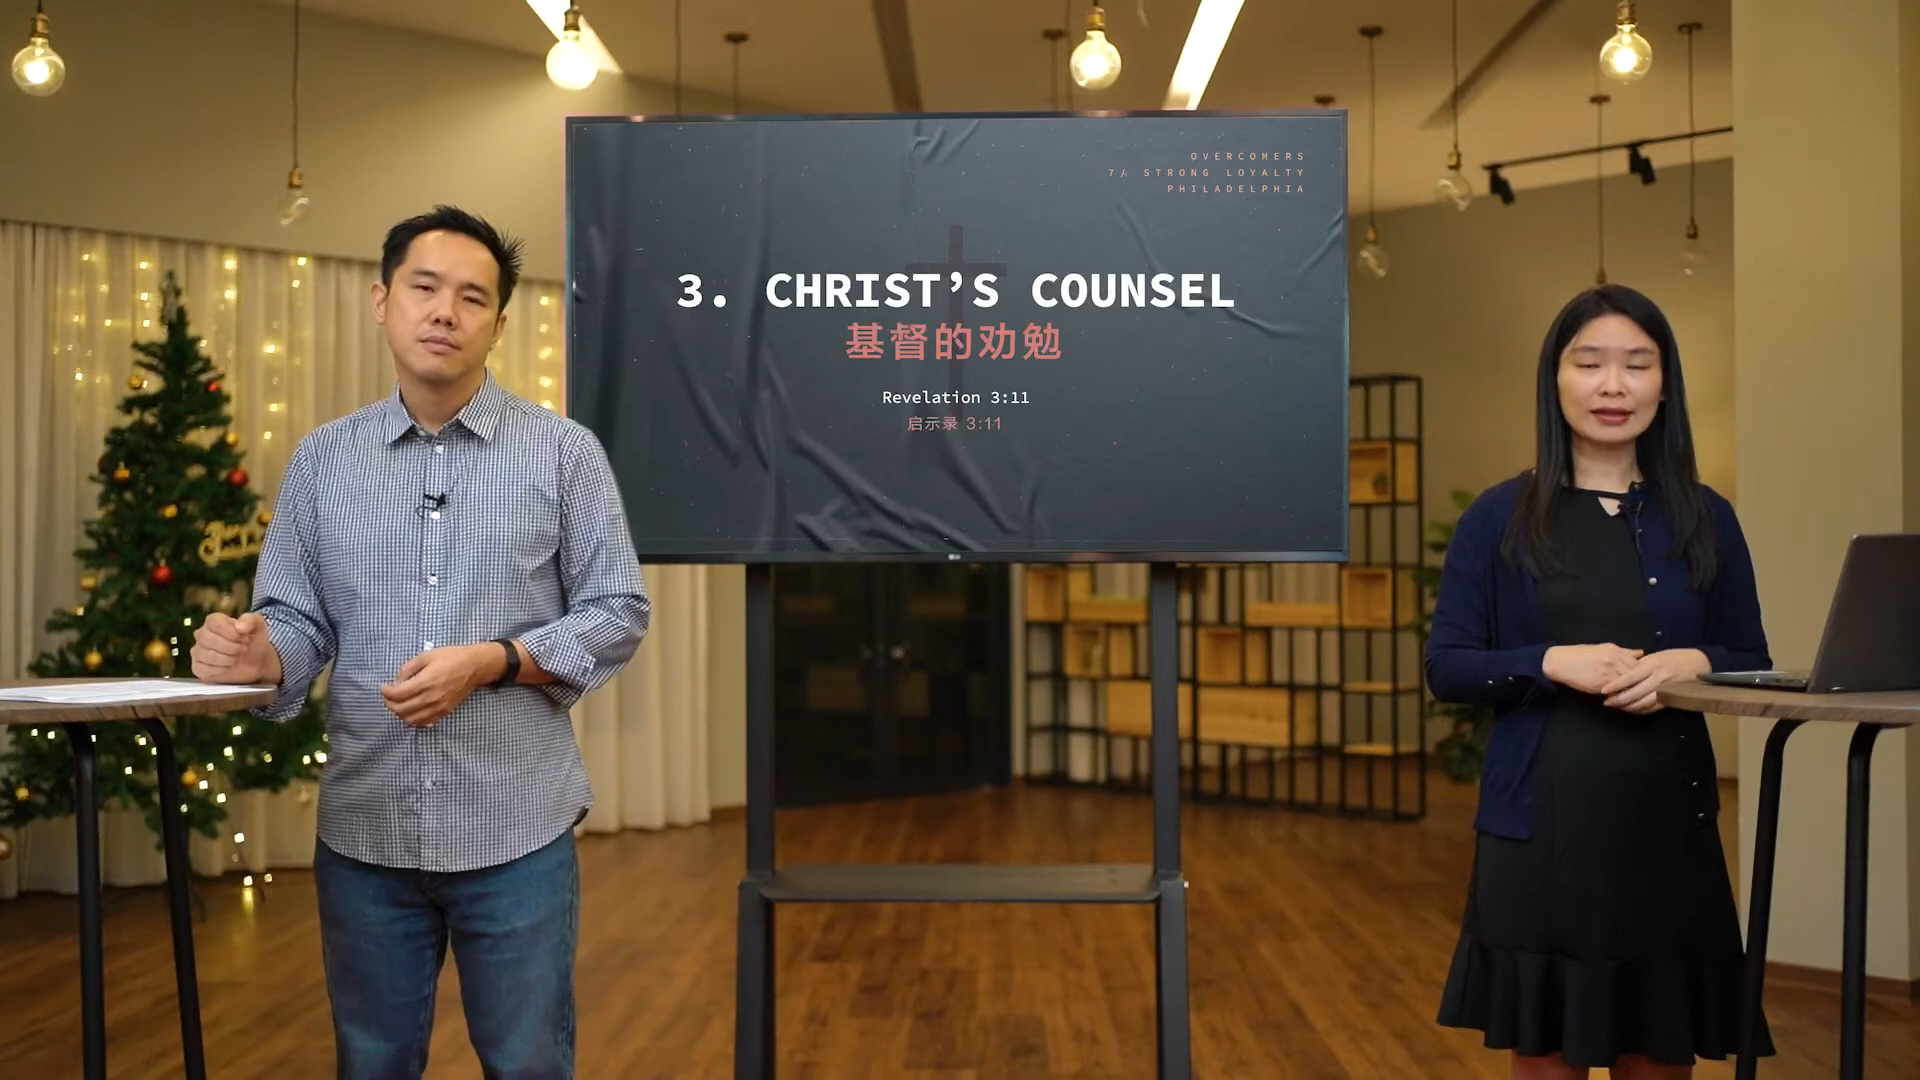 OVERCOMERS
7/ STRONG LOYALTY
PHILADELPHIA
3. CHRIST’S COUNSEL
基督的劝勉
Revelation 3:11
启示录 3:11